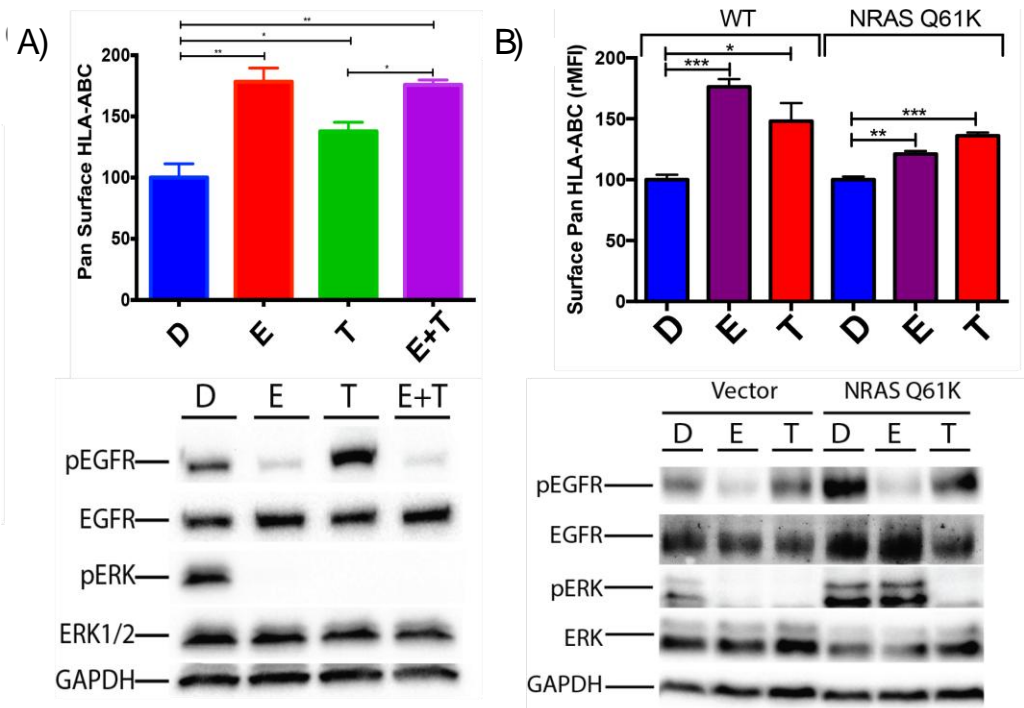 A)
**
*
**
*
Pan Surface HLA-ABC
200
150
100
50
0
D E T E+T
D E T E+T
pEGFR
EGFR
pERK
ERK1/2
GAPDH
B)
WT NRAS Q61K
*
***
***
**
Surface Pan HLA-ABC (rMFI)
200
150
100
50
0
D E T D E T
Vector NRAS Q61K
D E T D E T
pEGFR
EGFR
pERK
ERK
GAPDH